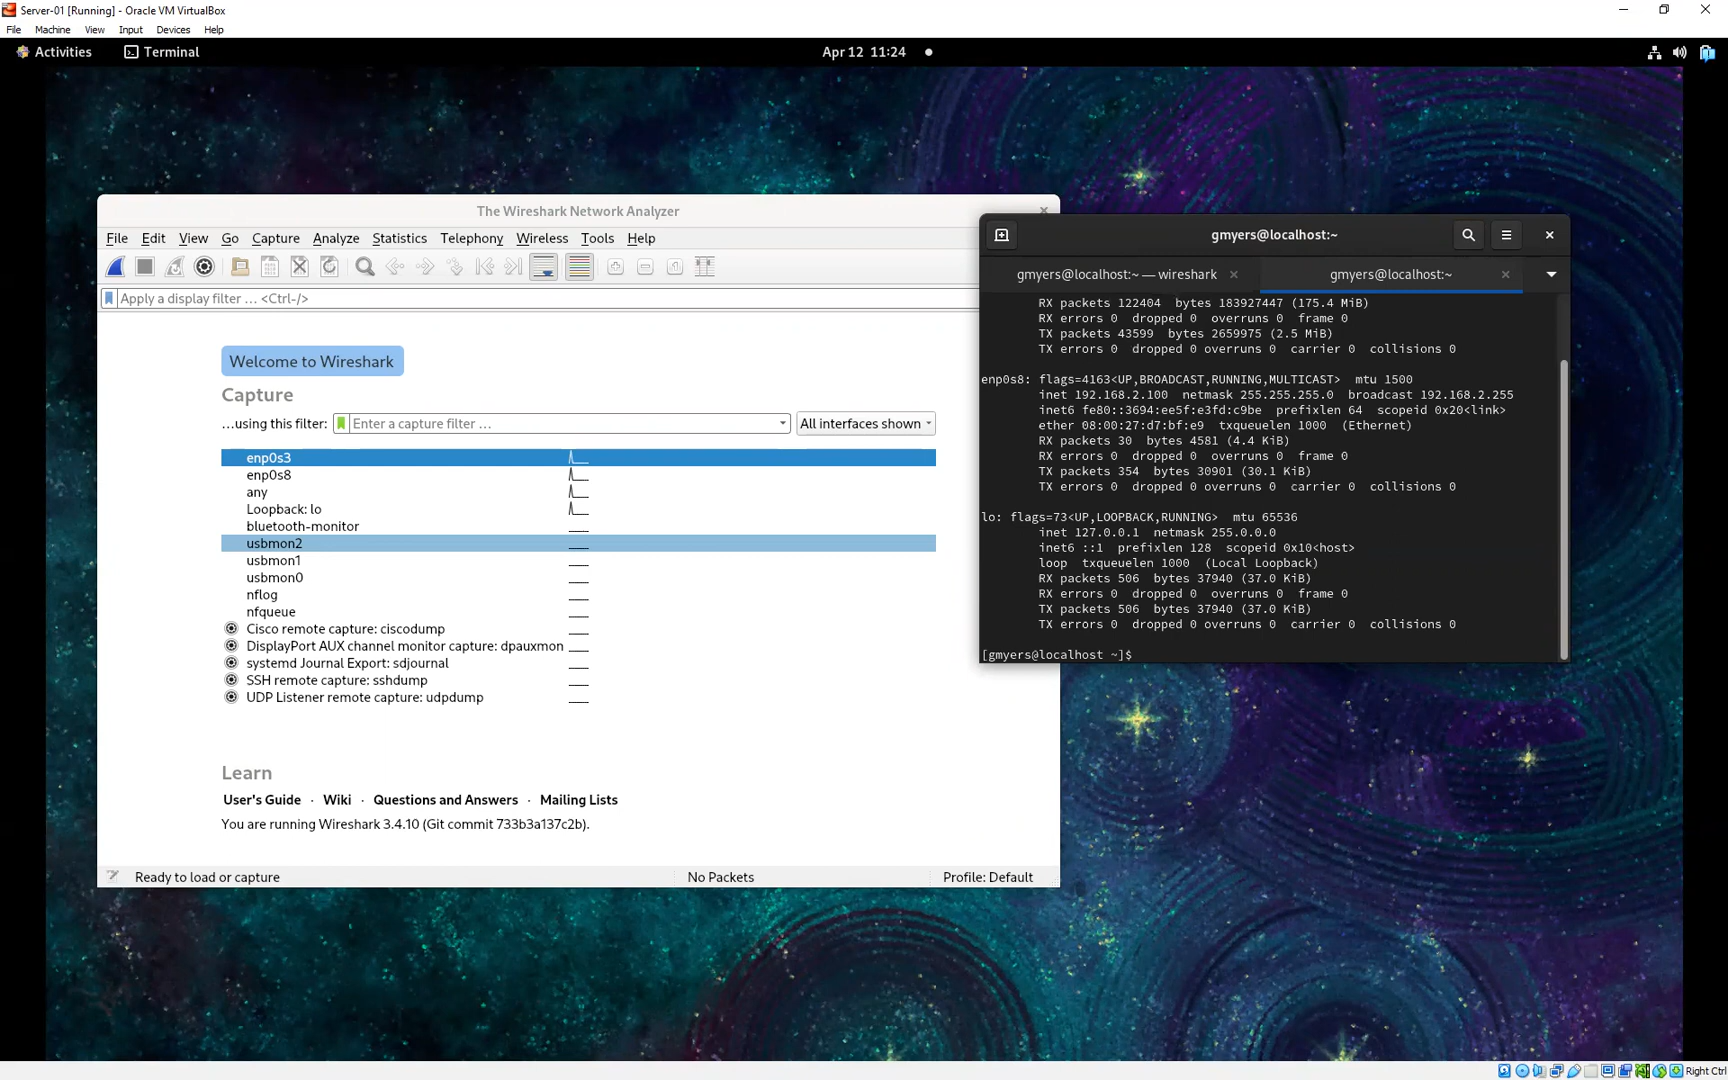 Server-01 [Running] - Oracle VM VirtualBox
File Machine View Input Devices Help
Activities Terminal Apr 12 11:24
The Wireshark Network Analyzer
File Edit View Go Capture Analyze Statistics Telephony Wireless Tools Help
Apply a display filter … <Ctrl-/>
Welcome to Wireshark
Capture
…using this filter: Enter a capture filter … All interfaces shown
enp0s3
enp0s8
any
Loopback: lo
bluetooth-monitor
usbmon2
usbmon1
usbmon0
nflog
nfqueue
Cisco remote capture: ciscodump
DisplayPort AUX channel monitor capture: dpauxmon
systemd Journal Export: sdjournal
SSH remote capture: sshdump
UDP Listener remote capture: udpdump
Learn
User's Guide · Wiki · Questions and Answers · Mailing Lists
You are running Wireshark 3.4.10 (Git commit 733b3a137c2b).
Ready to load or capture No Packets Profile: Default
gmyers@localhost:~
gmyers@localhost:~ — wireshark gmyers@localhost:~
RX packets 122404 bytes 183927447 (175.4 MiB)
RX errors 0 dropped 0 overruns 0 frame 0
TX packets 43599 bytes 2659975 (2.5 MiB)
TX errors 0 dropped 0 overruns 0 carrier 0 collisions 0
enp0s8: flags=4163<UP,BROADCAST,RUNNING,MULTICAST> mtu 1500
inet 192.168.2.100 netmask 255.255.255.0 broadcast 192.168.2.255
inet6 fe80::3694:ee5f:e3fd:c9be prefixlen 64 scopeid 0x20<link>
ether 08:00:27:d7:bf:e9 txqueuelen 1000 (Ethernet)
RX packets 30 bytes 4581 (4.4 KiB)
RX errors 0 dropped 0 overruns 0 frame 0
TX packets 354 bytes 30901 (30.1 KiB)
TX errors 0 dropped 0 overruns 0 carrier 0 collisions 0
lo: flags=73<UP,LOOPBACK,RUNNING> mtu 65536
inet 127.0.0.1 netmask 255.0.0.0
inet6 ::1 prefixlen 128 scopeid 0x10<host>
loop txqueuelen 1000 (Local Loopback)
RX packets 506 bytes 37940 (37.0 KiB)
RX errors 0 dropped 0 overruns 0 frame 0
TX packets 506 bytes 37940 (37.0 KiB)
TX errors 0 dropped 0 overruns 0 carrier 0 collisions 0
[gmyers@localhost ~]$
Right Ctrl